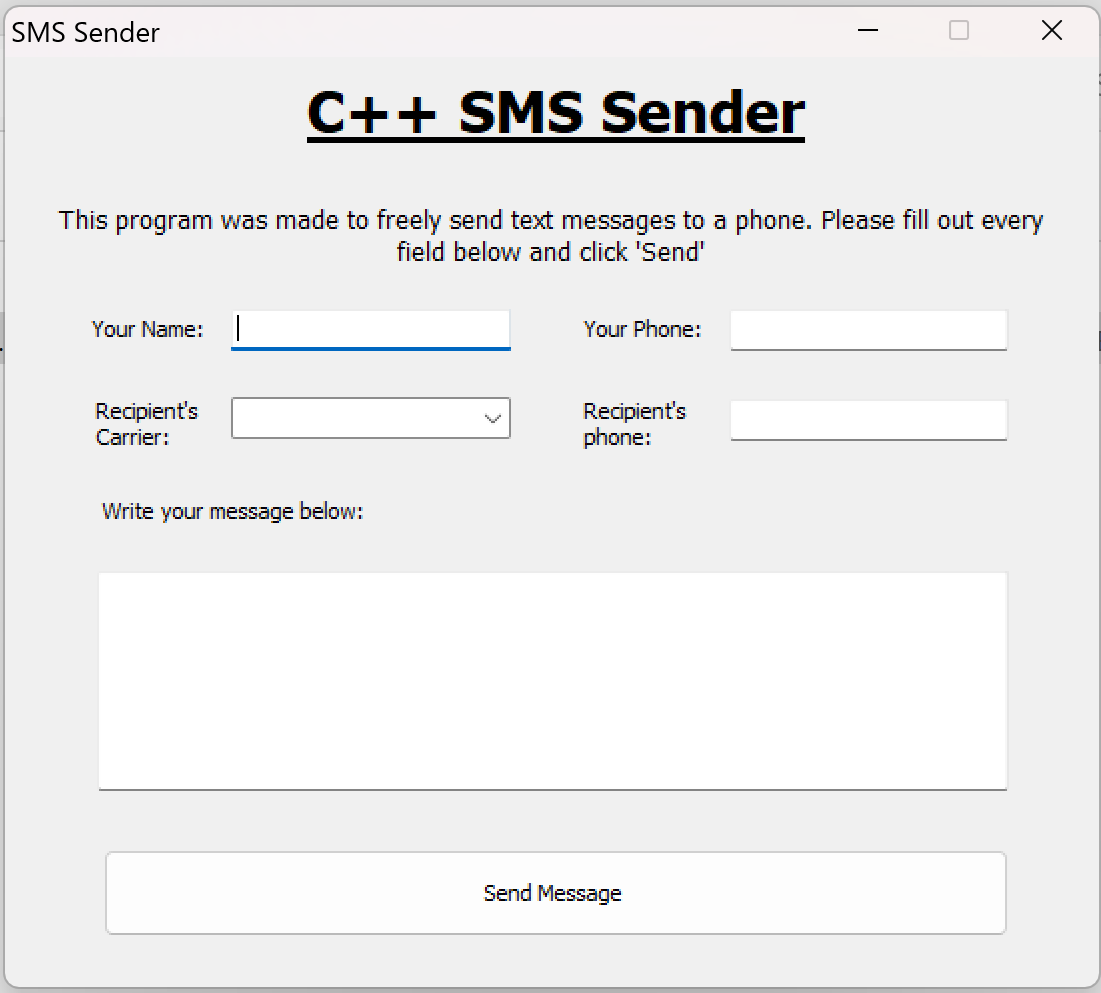 SMS Sender
C++ SMS Sender
This program was made to freely send text messages to a phone. Please fill out every
field below and click 'Send'
Your Name:
Your Phone:
Recipient's
Carrier:
Recipient's
phone:
Write your message below:
Send Message